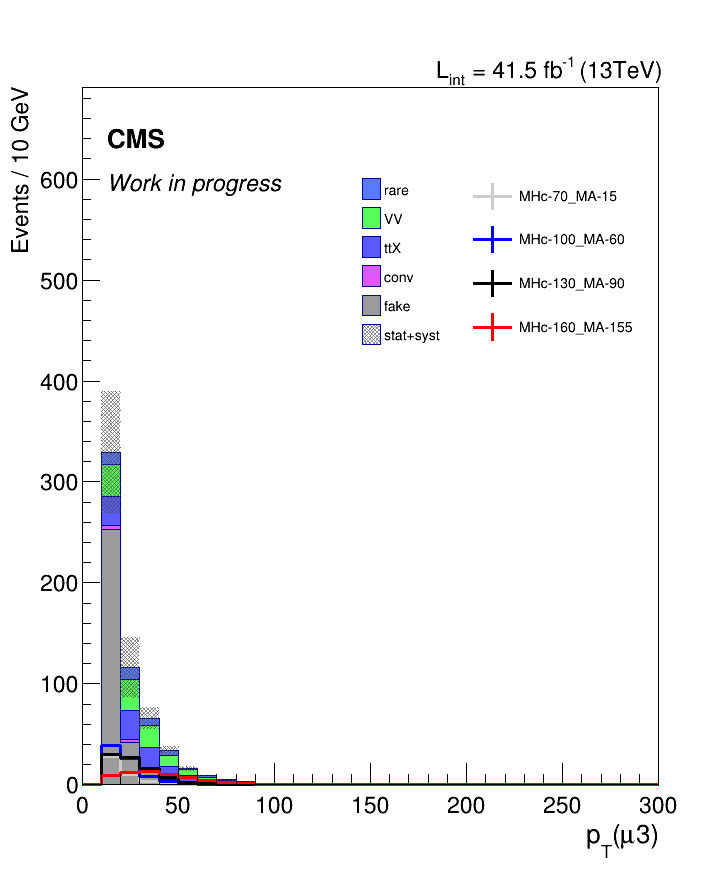 L_int = 41.5 fb^-1 (13TeV)
Events / 10 GeV
CMS
Work in progress
rare
VV
ttX
conv
fake
stat+syst
MHc-70_MA-15
MHc-100_MA-60
MHc-130_MA-90
MHc-160_MA-155
600
500
400
300
200
100
0
0 50 100 150 200 250 300
p_T(μ3)